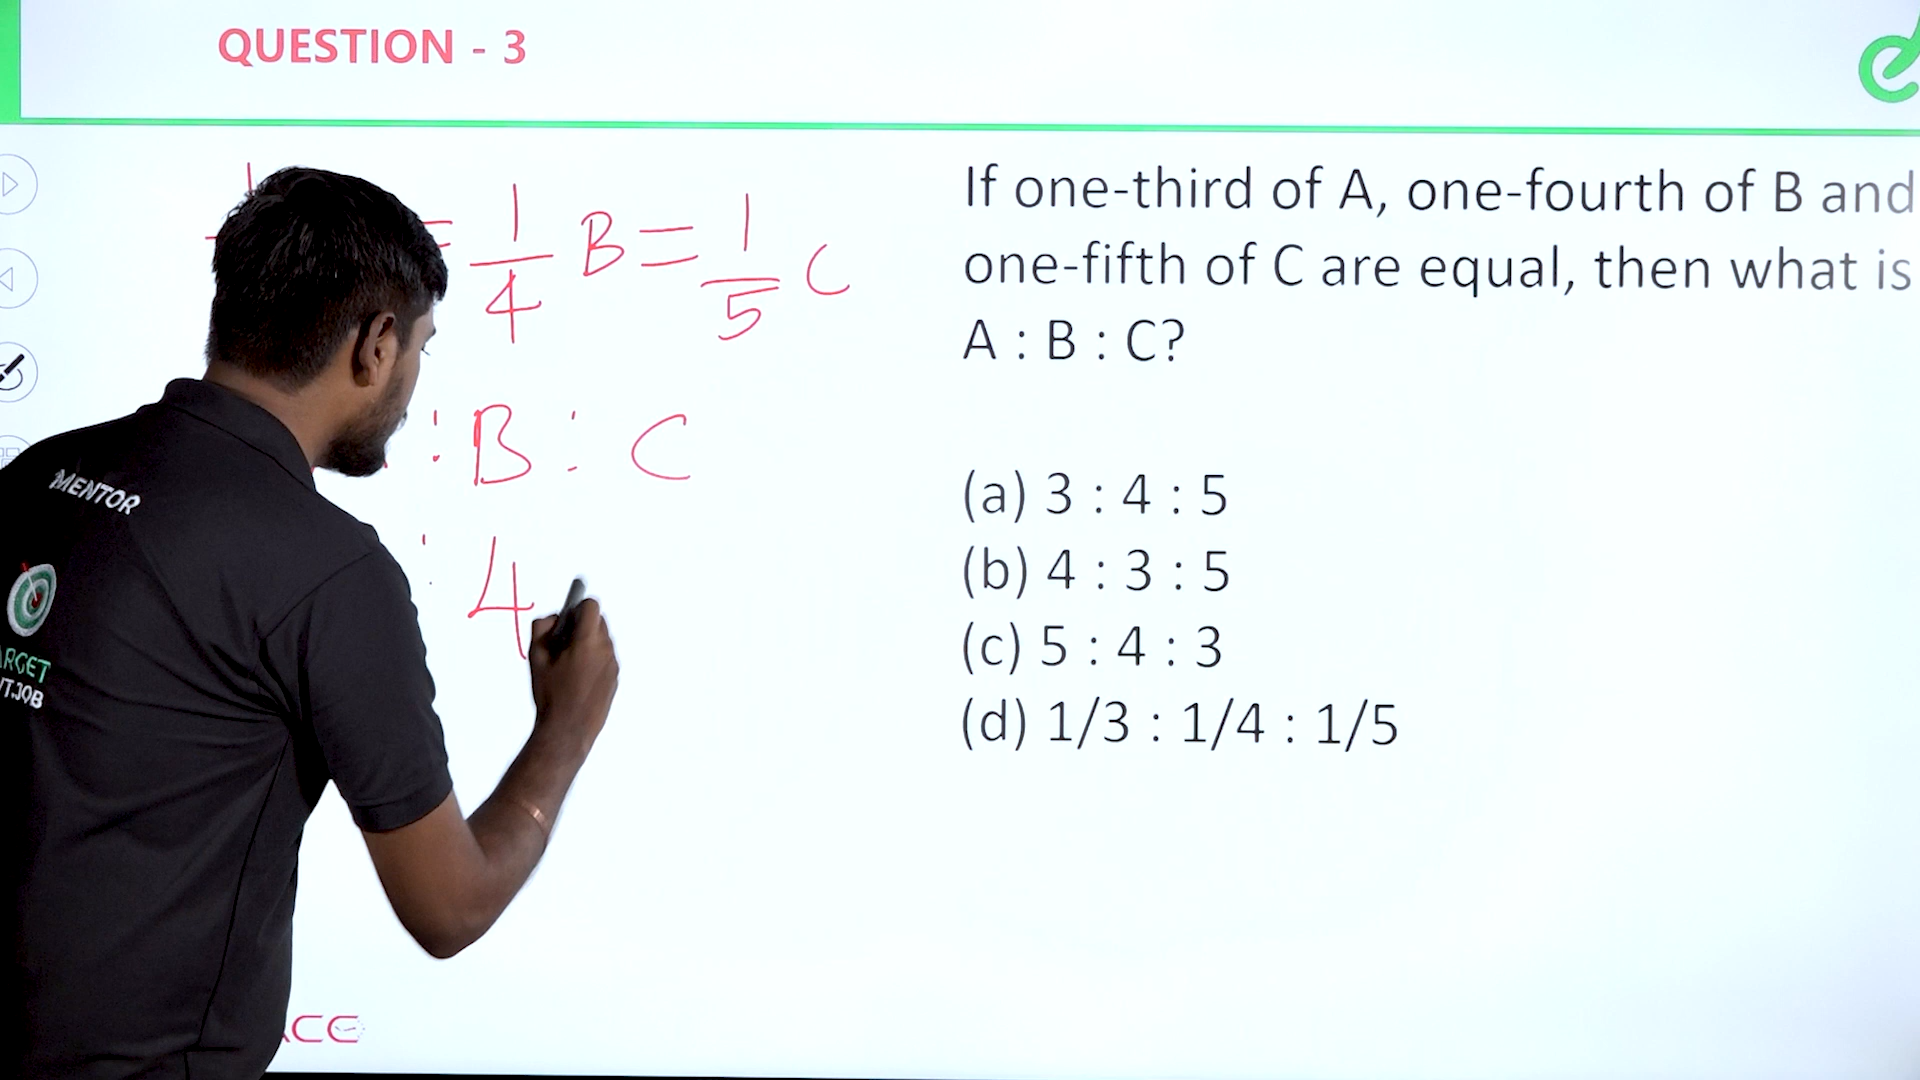 QUESTION - 3
If one-third of A, one-fourth of B and
one-fifth of C are equal, then what is
A : B : C?
(a) 3 : 4 : 5
(b) 4 : 3 : 5
(c) 5 : 4 : 3
(d) 1/3 : 1/4 : 1/5
= 1/4 B = 1/5 C
: B : C
: 4
MENTOR